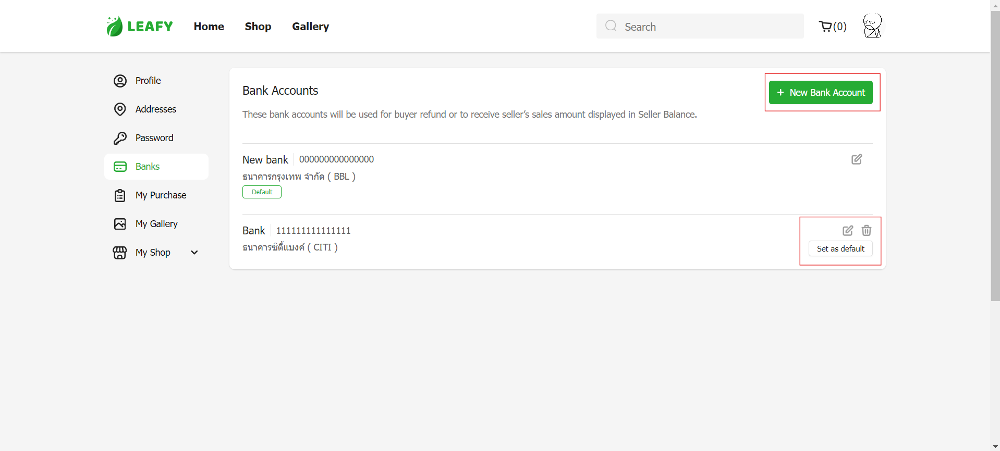 LEAFY Home Shop Gallery Search (0)
Profile
Addresses
Password
Banks
My Purchase
My Gallery
My Shop
Bank Accounts
+ New Bank Account
These bank accounts will be used for buyer refund or to receive seller’s sales amount displayed in Seller Balance.
New bank 000000000000000
ธนาคารกรุงเทพ จำกัด ( BBL )
Default
Bank 111111111111111
ธนาคารซิตี้แบงค์ ( CITI )
Set as default